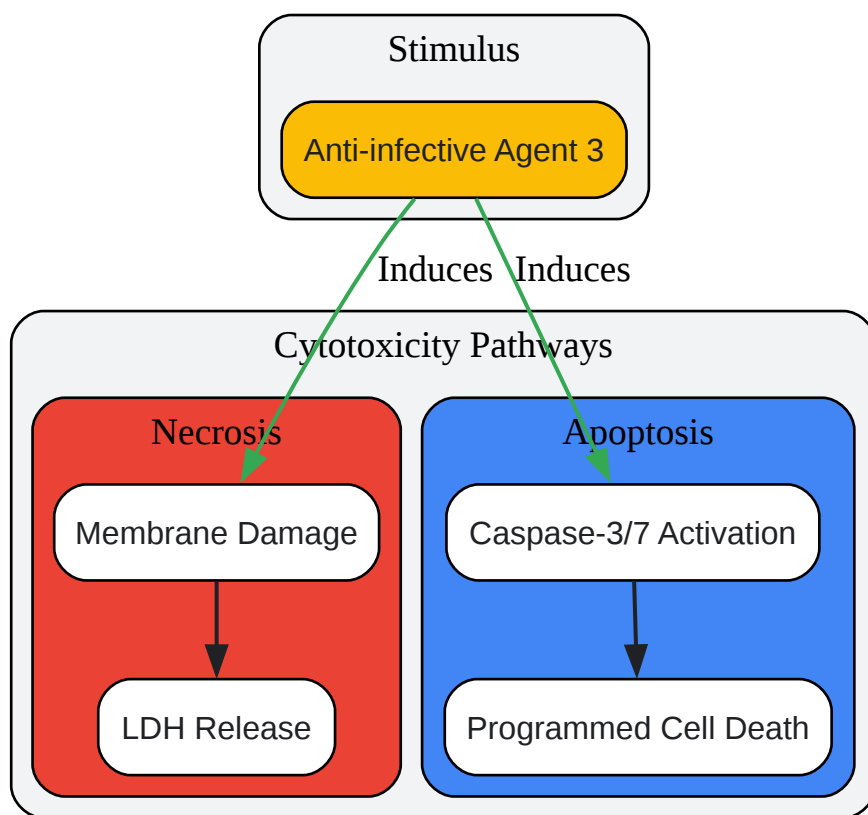 Stimulus
Anti-infective Agent 3
Induces Induces
Cytotoxicity Pathways
Necrosis
Apoptosis
Membrane Damage
Caspase-3/7 Activation
LDH Release
Programmed Cell Death